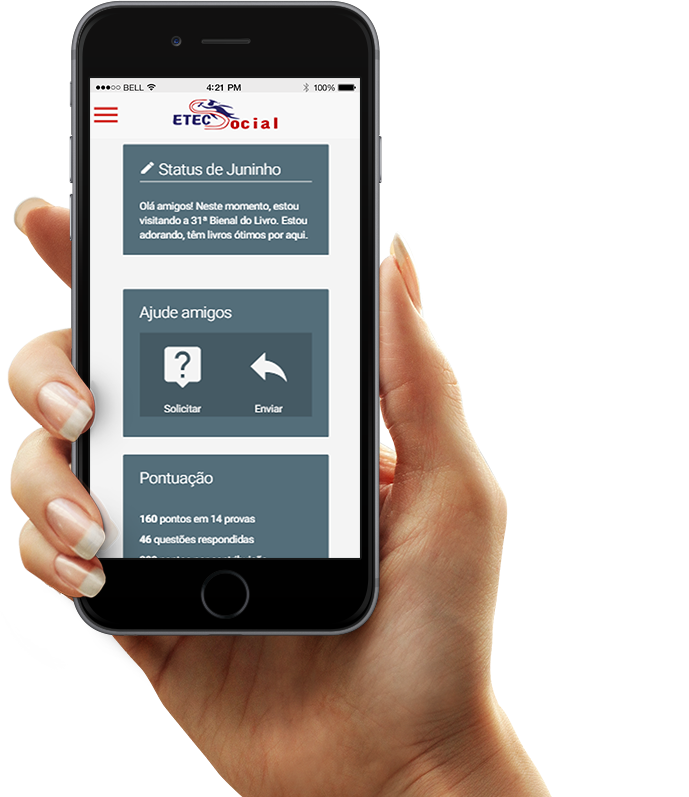 BELL 4:21 PM 100%
ETEC Social
Status de Juninho
Olá amigos! Neste momento, estou
visitando a 31ª Bienal do Livro. Estou
adorando, têm livros ótimos por aqui.
Ajude amigos
?
Solicitar Enviar
Pontuação
160 pontos em 14 provas
46 questões respondidas